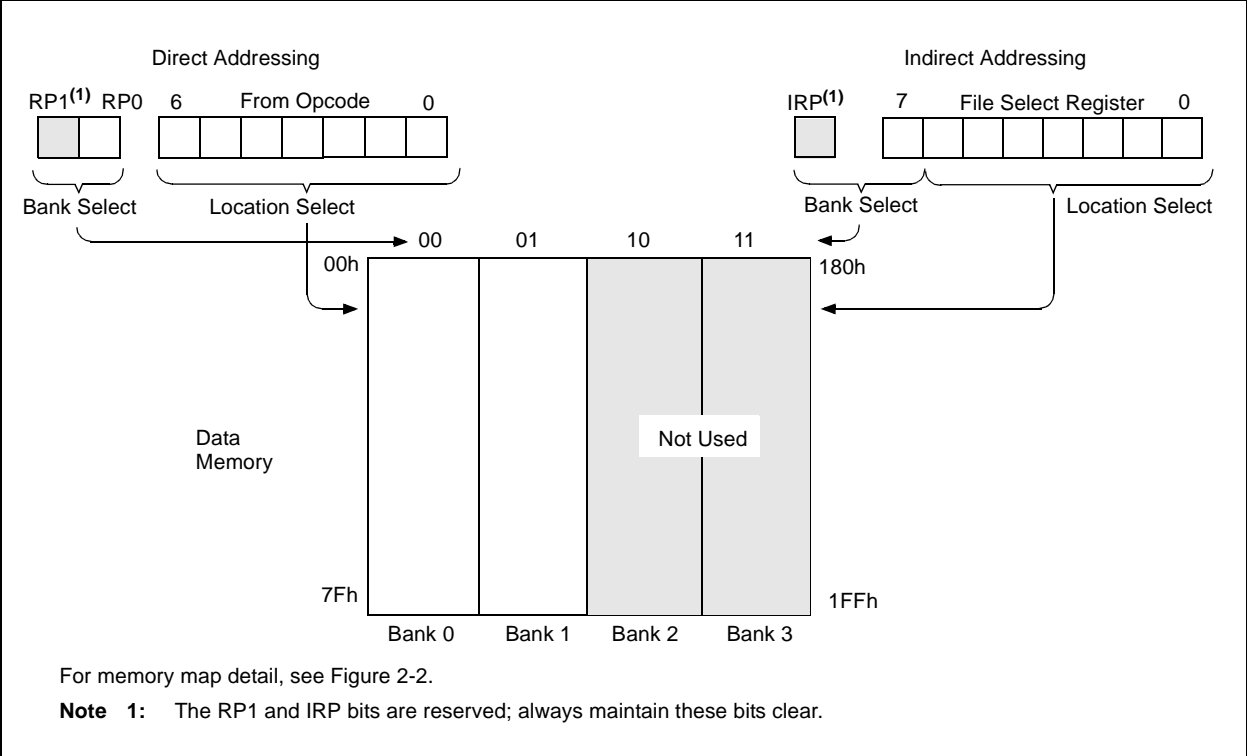 Direct Addressing
Indirect Addressing
RP1(1) RP0 6 From Opcode 0
IRP(1) 7 File Select Register 0
Bank Select Location Select
Bank Select Location Select
00 01 10 11
00h 180h
Data
Memory
Not Used
7Fh 1FFh
Bank 0 Bank 1 Bank 2 Bank 3
For memory map detail, see Figure 2-2.
Note 1: The RP1 and IRP bits are reserved; always maintain these bits clear.